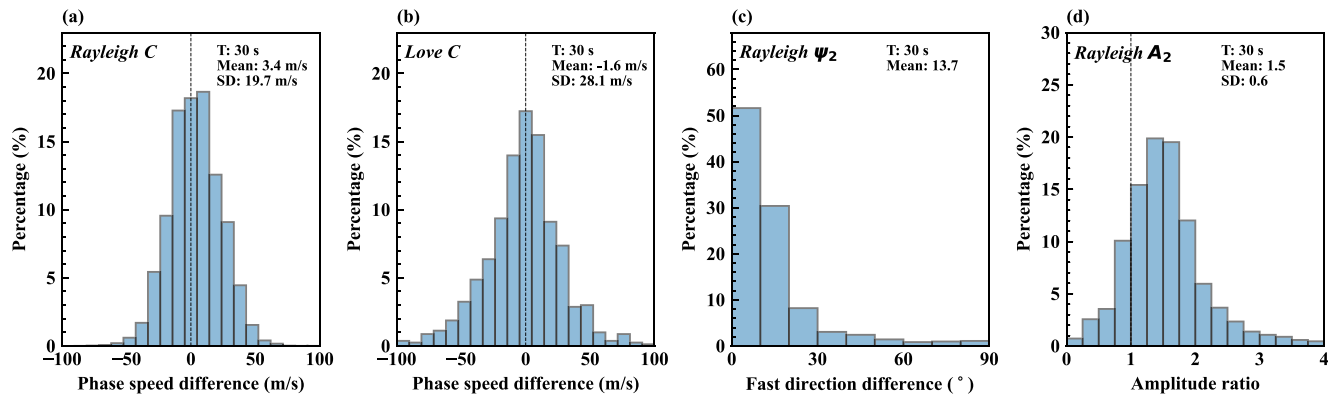 (a)
Rayleigh C
T: 30 s
Mean: 3.4 m/s
SD: 19.7 m/s
Percentage (%)
20
15
10
5
0
−100
−50
0
50
100
Phase speed difference (m/s)
(b)
Love C
T: 30 s
Mean: -1.6 m/s
SD: 28.1 m/s
Percentage (%)
20
15
10
5
0
−100
−50
0
50
100
Phase speed difference (m/s)
(c)
Rayleigh ψ2
T: 30 s
Mean: 13.7
Percentage (%)
60
50
40
30
20
10
0
0
30
60
90
Fast direction difference (°)
(d)
Rayleigh A2
T: 30 s
Mean: 1.5
SD: 0.6
Percentage (%)
30
25
20
15
10
5
0
0
1
2
3
4
Amplitude ratio